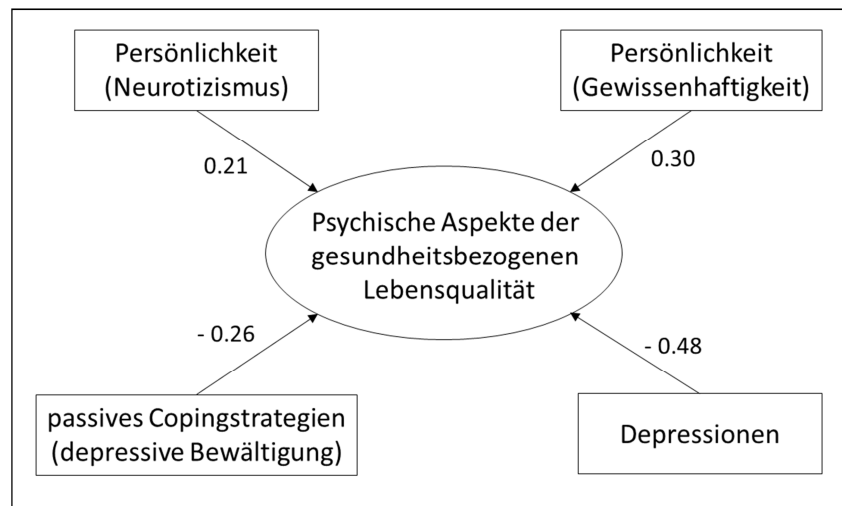 Persönlichkeit
(Neurotizismus)
Persönlichkeit
(Gewissenhaftigkeit)
0.21
0.30
Psychische Aspekte der
gesundheitsbezogenen
Lebensqualität
- 0.26
- 0.48
passives Copingstrategien
(depressive Bewältigung)
Depressionen